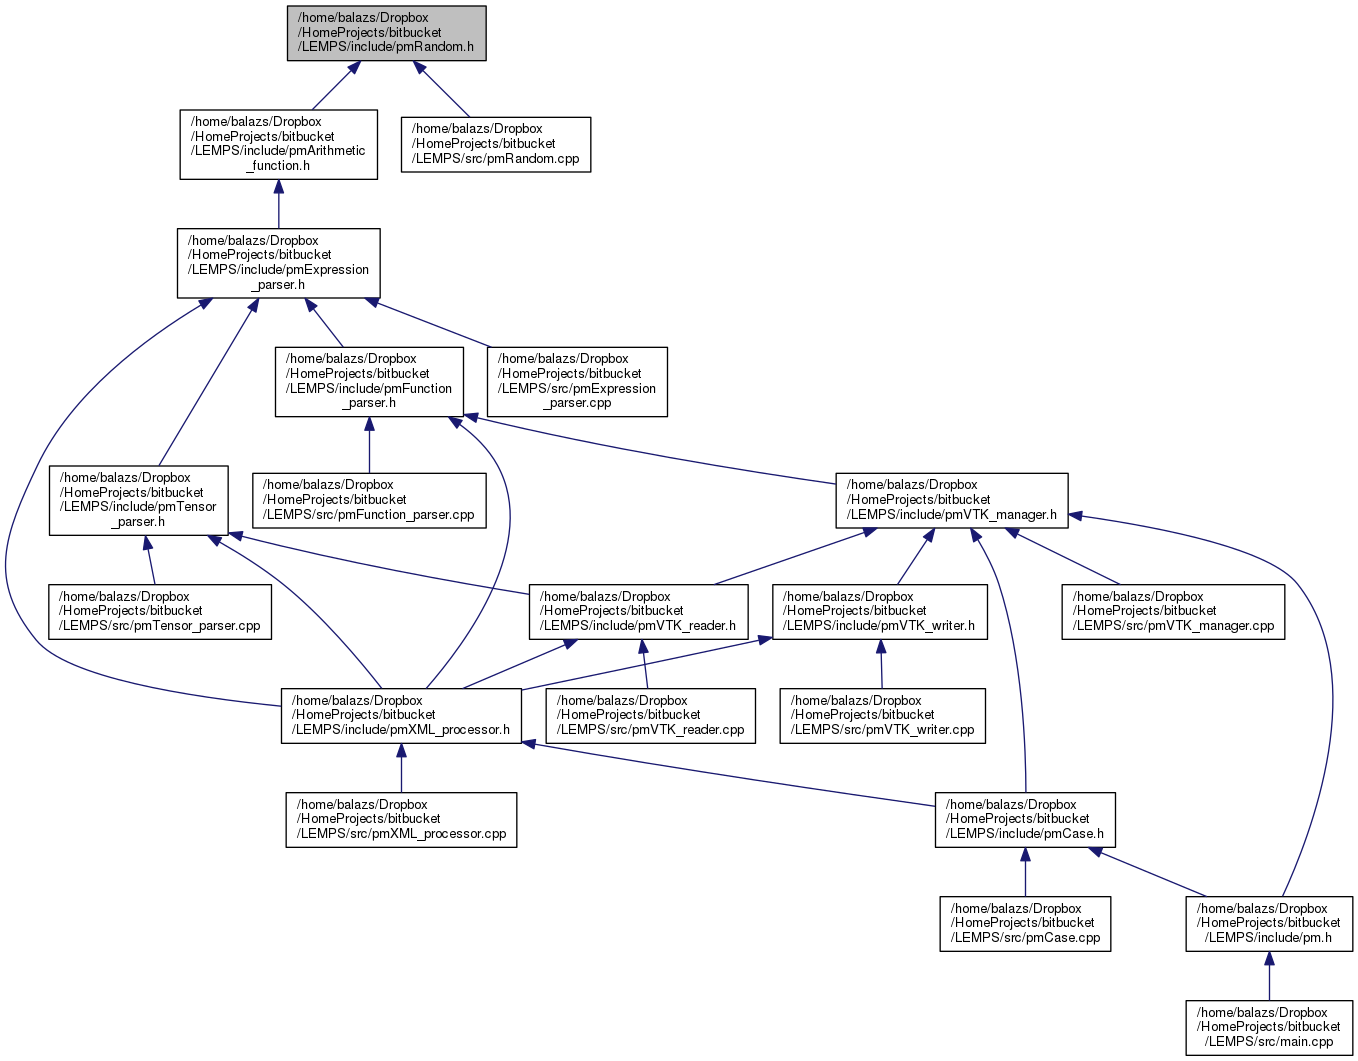 /home/balazs/Dropbox
/HomeProjects/bitbucket
/LEMPS/include/pmRandom.h
/home/balazs/Dropbox
/HomeProjects/bitbucket
/LEMPS/include/pmArithmetic
_function.h
/home/balazs/Dropbox
/HomeProjects/bitbucket
/LEMPS/src/pmRandom.cpp
/home/balazs/Dropbox
/HomeProjects/bitbucket
/LEMPS/include/pmExpression
_parser.h
/home/balazs/Dropbox
/HomeProjects/bitbucket
/LEMPS/include/pmFunction
_parser.h
/home/balazs/Dropbox
/HomeProjects/bitbucket
/LEMPS/src/pmExpression
_parser.cpp
/home/balazs/Dropbox
/HomeProjects/bitbucket
/LEMPS/include/pmTensor
_parser.h
/home/balazs/Dropbox
/HomeProjects/bitbucket
/LEMPS/src/pmFunction_parser.cpp
/home/balazs/Dropbox
/HomeProjects/bitbucket
/LEMPS/include/pmVTK_manager.h
/home/balazs/Dropbox
/HomeProjects/bitbucket
/LEMPS/src/pmTensor_parser.cpp
/home/balazs/Dropbox
/HomeProjects/bitbucket
/LEMPS/include/pmVTK_reader.h
/home/balazs/Dropbox
/HomeProjects/bitbucket
/LEMPS/include/pmVTK_writer.h
/home/balazs/Dropbox
/HomeProjects/bitbucket
/LEMPS/src/pmVTK_manager.cpp
/home/balazs/Dropbox
/HomeProjects/bitbucket
/LEMPS/include/pmXML_processor.h
/home/balazs/Dropbox
/HomeProjects/bitbucket
/LEMPS/src/pmVTK_reader.cpp
/home/balazs/Dropbox
/HomeProjects/bitbucket
/LEMPS/src/pmVTK_writer.cpp
/home/balazs/Dropbox
/HomeProjects/bitbucket
/LEMPS/src/pmXML_processor.cpp
/home/balazs/Dropbox
/HomeProjects/bitbucket
/LEMPS/include/pmCase.h
/home/balazs/Dropbox
/HomeProjects/bitbucket
/LEMPS/src/pmCase.cpp
/home/balazs/Dropbox
/HomeProjects/bitbucket
/LEMPS/include/pm.h
/home/balazs/Dropbox
/HomeProjects/bitbucket
/LEMPS/src/main.cpp